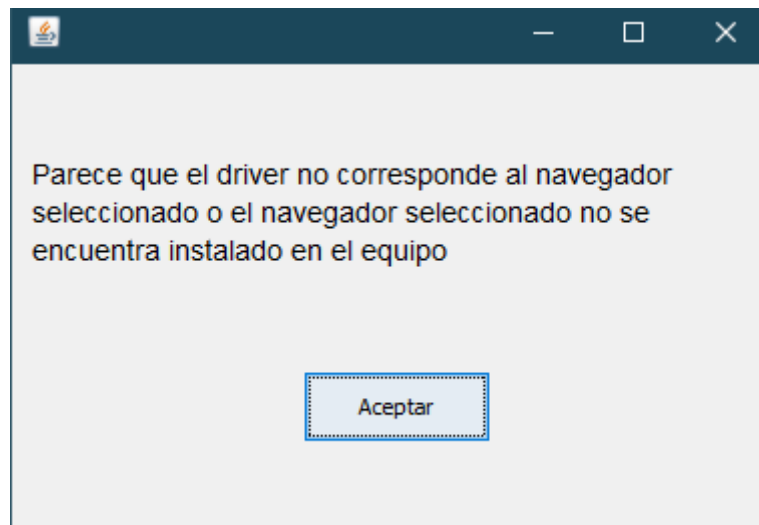 Parece que el driver no corresponde al navegador
seleccionado o el navegador seleccionado no se
encuentra instalado en el equipo
Aceptar